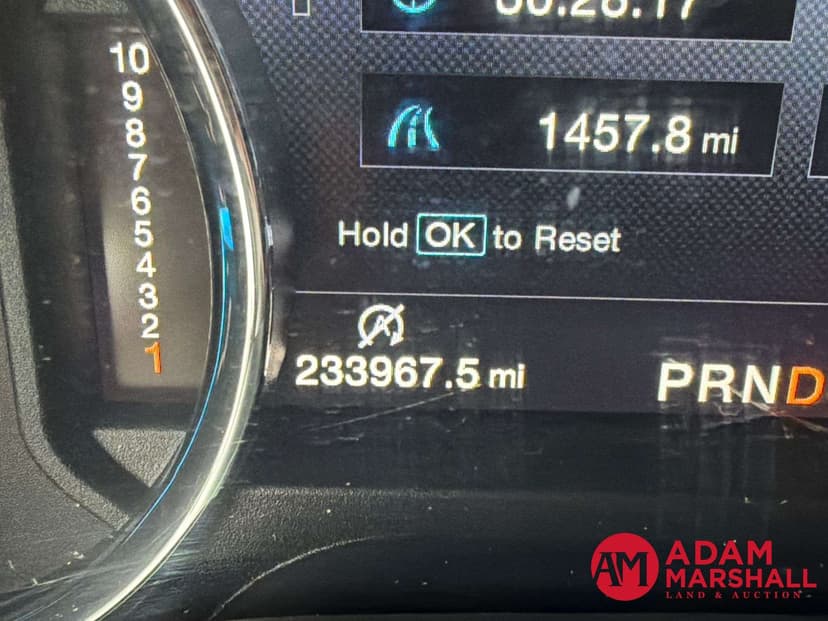 10
9
8
7
6
5
4
3
2
1
1457.8 mi
Hold OK to Reset
A
233967.5 mi
PRND
AM ADAM
MARSHALL
LAND & AUCTION